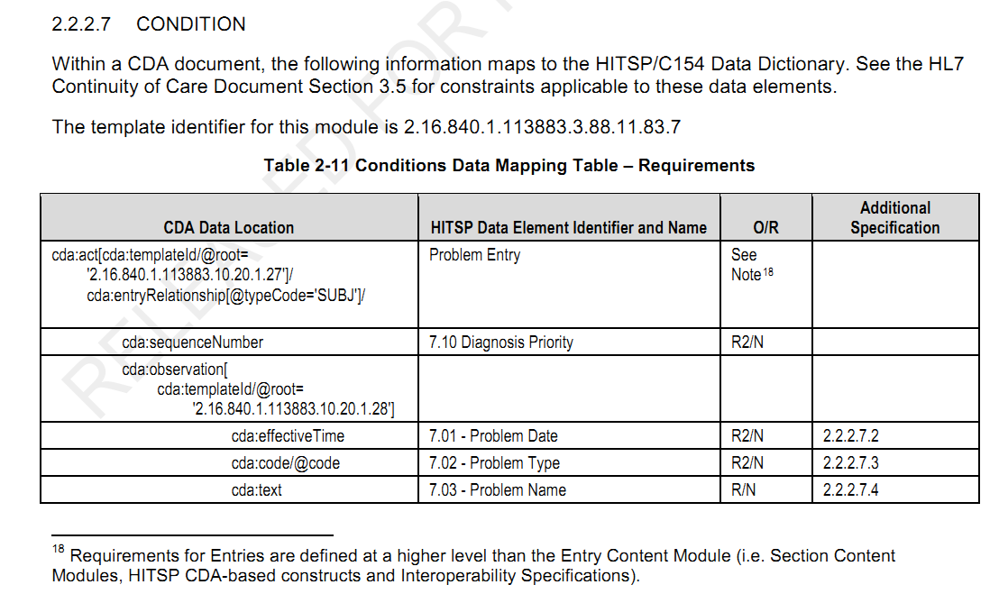 2.2.2.7 CONDITION
Within a CDA document, the following information maps to the HITSP/C154 Data Dictionary. See the HL7
Continuity of Care Document Section 3.5 for constraints applicable to these data elements.
The template identifier for this module is 2.16.840.1.113883.3.88.11.83.7
Table 2-11 Conditions Data Mapping Table – Requirements
CDA Data Location HITSP Data Element Identifier and Name O/R Additional Specification
cda:act[cda:templateId/@root= Problem Entry See
'2.16.840.1.113883.10.20.1.27']/ Note18
cda:entryRelationship[@typeCode='SUBJ']/
cda:sequenceNumber 7.10 Diagnosis Priority R2/N
cda:observation[
cda:templateId/@root=
'2.16.840.1.113883.10.20.1.28']
cda:effectiveTime 7.01 - Problem Date R2/N 2.2.2.7.2
cda:code/@code 7.02 - Problem Type R2/N 2.2.2.7.3
cda:text 7.03 - Problem Name R/N 2.2.2.7.4
18 Requirements for Entries are defined at a higher level than the Entry Content Module (i.e. Section Content
Modules, HITSP CDA-based constructs and Interoperability Specifications).
RELEASED FOR